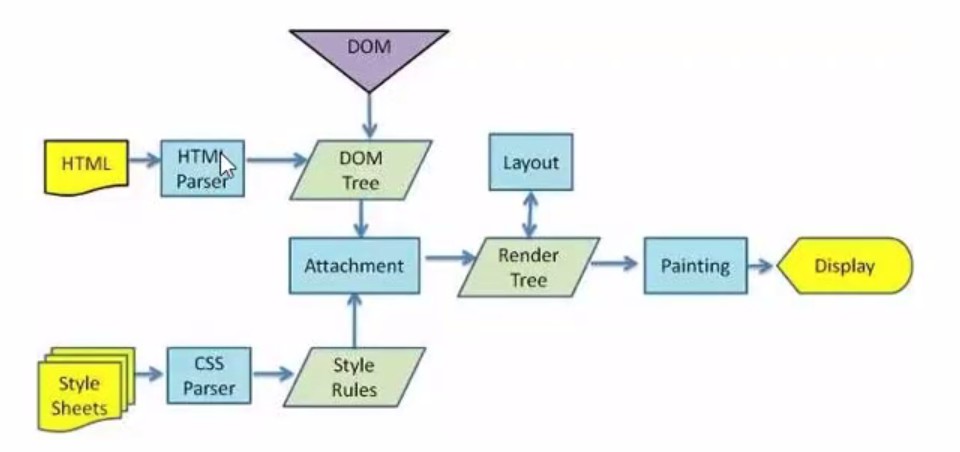 DOM
HTML
HTML
Parser
DOM
Tree
Layout
Attachment
Render
Tree
Painting
Display
Style
Sheets
CSS
Parser
Style
Rules